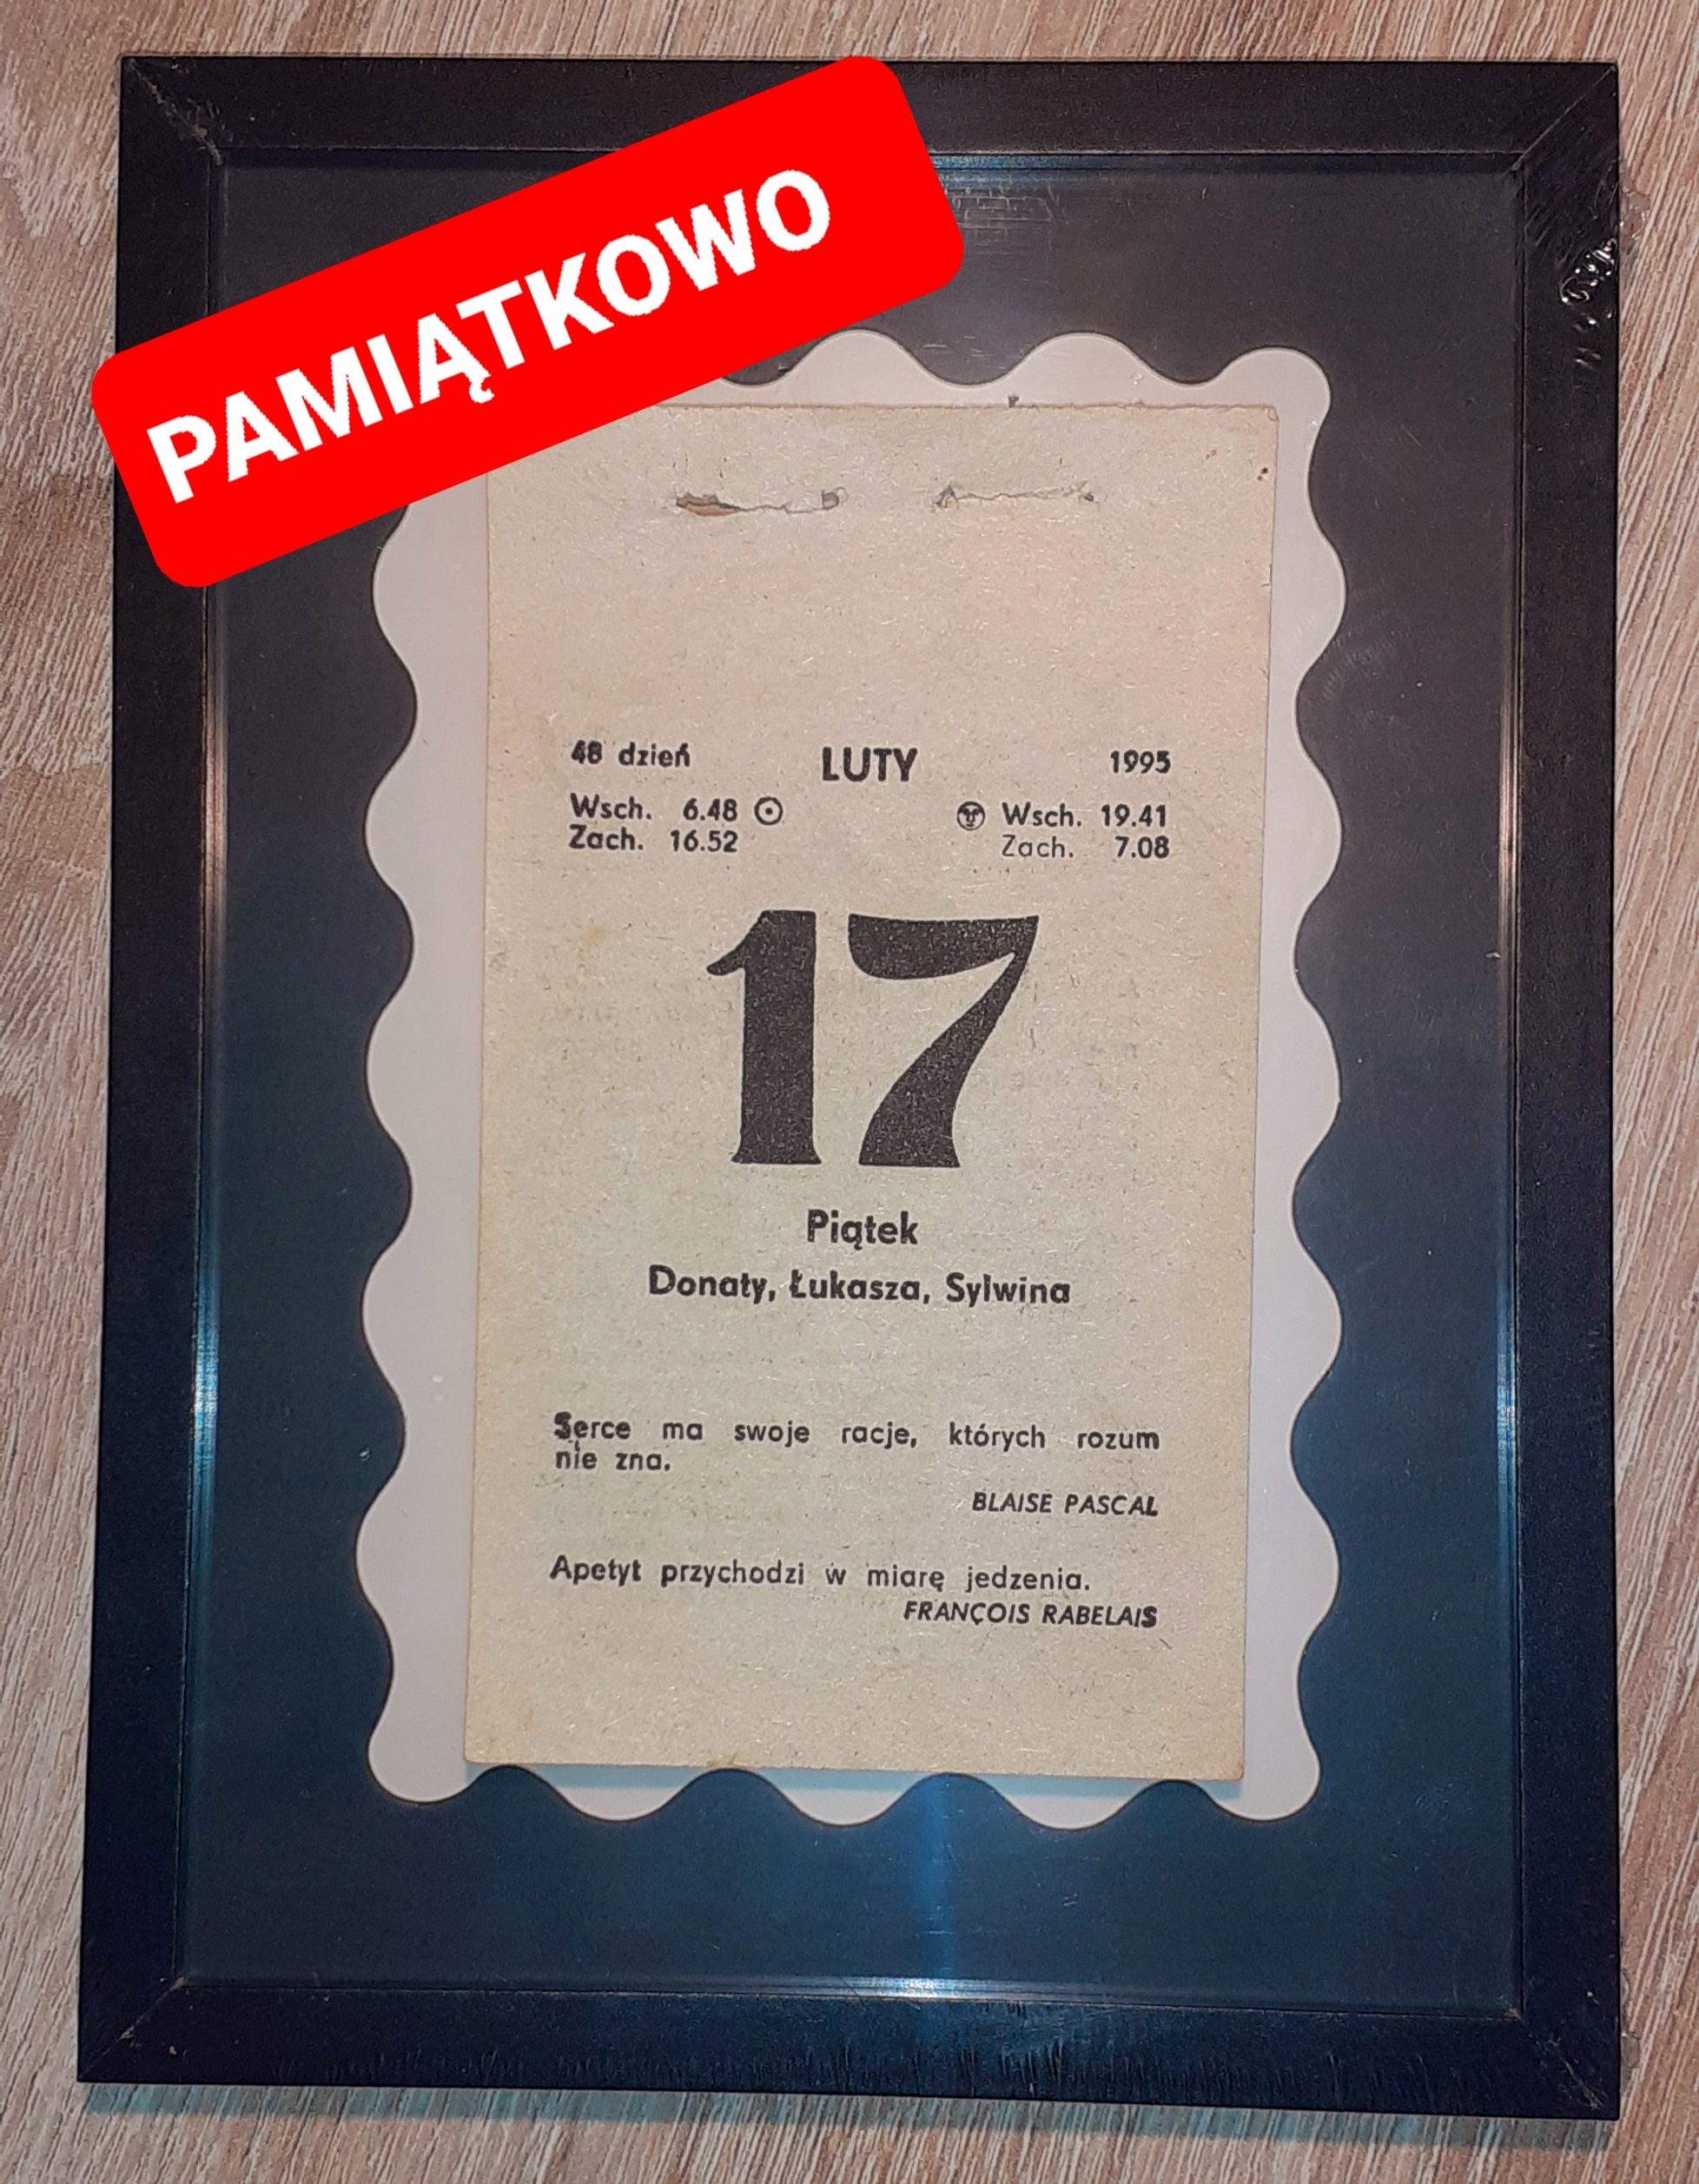 PAMIĄTKOWO
48 dzień LUTY 1995
Wsch. 6.48 Wsch. 19.41
Zach. 16.52 Zach. 7.08
17
Piątek
Donaty, Łukasza, Sylwina
Serce ma swoje racje, których rozum
nie zna.
BLAISE PASCAL
Apetyt przychodzi w miarę jedzenia.
FRANÇOIS RABELAIS